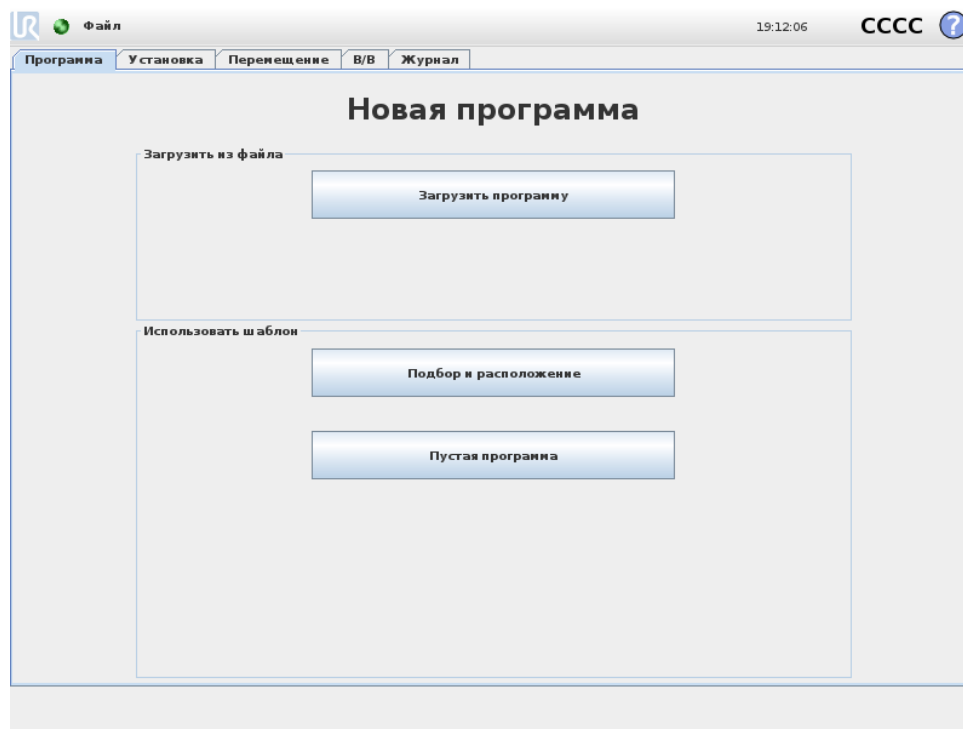 UR
Файл
19:12:06
CCCC
?
Программа
Установка
Перемещение
В/В
Журнал
Новая программа
Загрузить из файла
Загрузить программу
Использовать шаблон
Подбор и расположение
Пустая программа